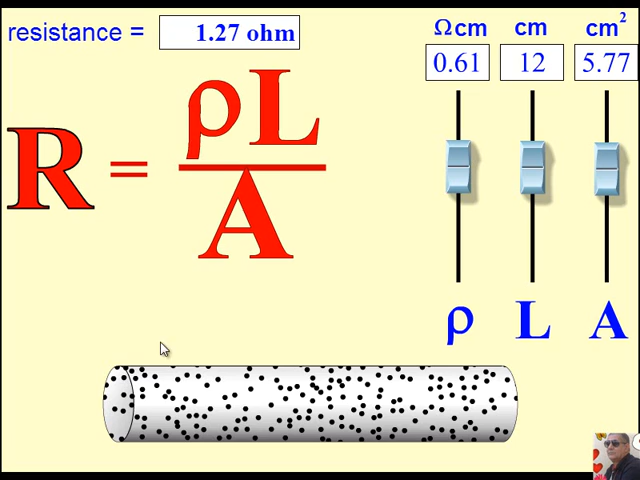 resistance = 1.27 ohm
Ωcm cm cm²
0.61 12 5.77
R = ρL
A
ρ L A